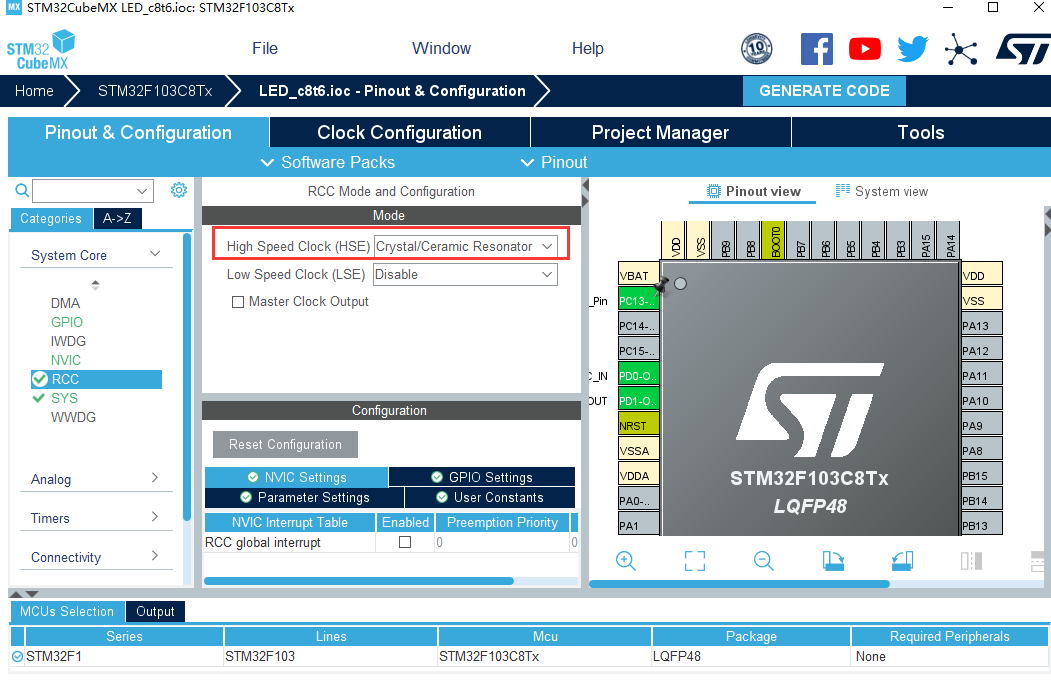 MX STM32CubeMX LED_c8t6.ioc: STM32F103C8Tx
STM32 CubeMX
File Window Help
10
Home STM32F103C8Tx LED_c8t6.ioc - Pinout & Configuration GENERATE CODE
Pinout & Configuration Clock Configuration Project Manager Tools
Software Packs Pinout
RCC Mode and Configuration
Pinout view System view
Categories A->Z
Mode
System Core
High Speed Clock (HSE) Crystal/Ceramic Resonator
Low Speed Clock (LSE) Disable
Master Clock Output
DMA
GPIO
IWDG
NVIC
RCC
SYS
WWDG
Analog
Timers
Connectivity
Configuration
Reset Configuration
NVIC Settings GPIO Settings
Parameter Settings User Constants
NVIC Interrupt Table Enabled Preemption Priority
RCC global interrupt 0 0
VDD VSS PB9 PB8 BOOT0 PB7 PB6 PB5 PB4 PB3 PA15 PA14
VBAT VDD
_Pin PC13-.. VSS
PC14-.. PA13
PC15-.. PA12
C_IN PD0-O.. PA11
OUT PD1-O.. PA10
NRST PA9
VSSA PA8
VDDA PB15
PA0-.. PB14
PA1 PB13
ST
STM32F103C8Tx
LQFP48
MCUs Selection Output
Series Lines Mcu Package Required Peripherals
STM32F1 STM32F103 STM32F103C8Tx LQFP48 None